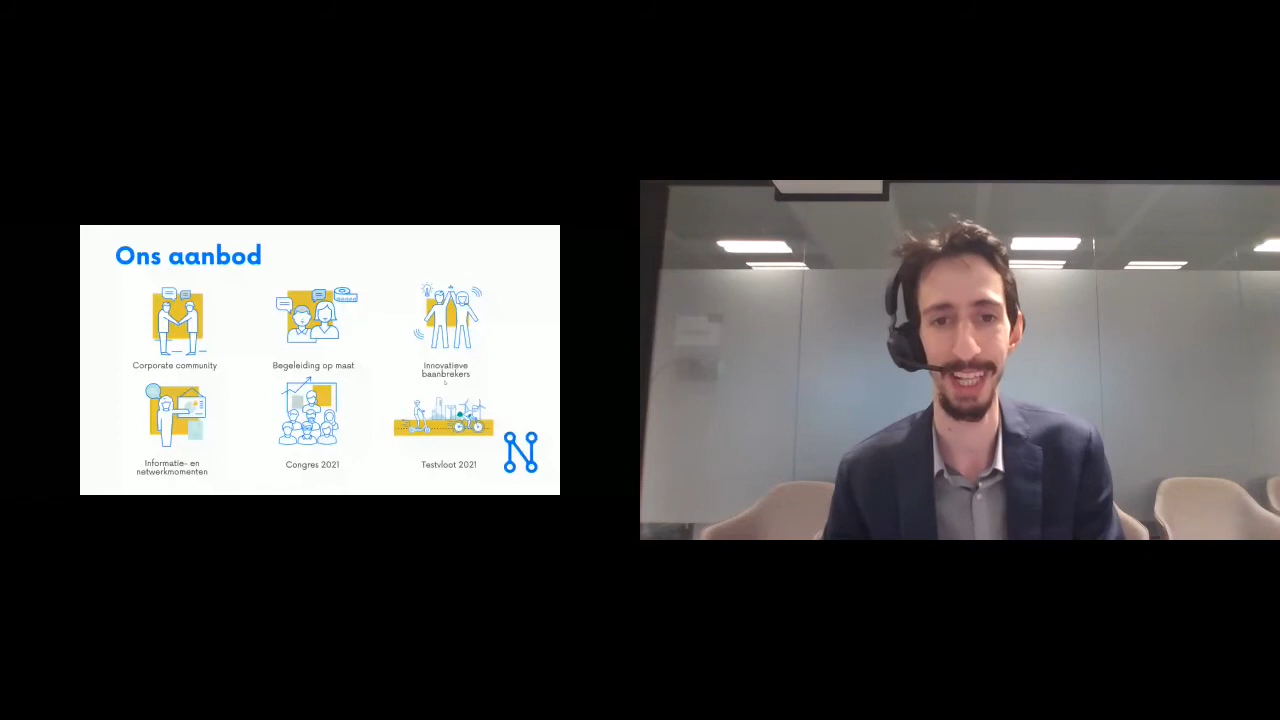 Ons aanbod
Corporate community
Begeleiding op maat
Innovatieve
baanbrekers
Informatie- en
netwerkmomenten
Congres 2021
Testvloot 2021